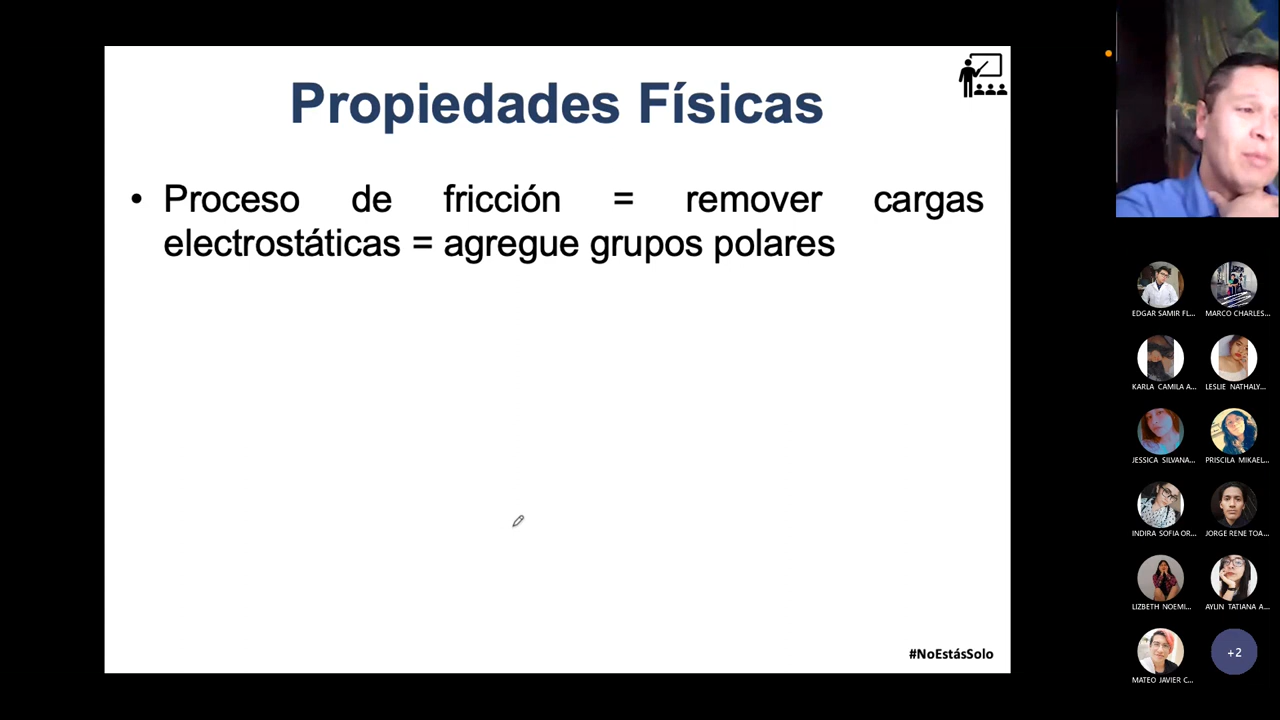 Propiedades Físicas
• Proceso de fricción = remover cargas
electrostáticas = agregue grupos polares
#NoEstásSolo
EDGAR SAMIR FL...
MARCO CHARLES...
KARLA CAMILA A...
LESLIE NATHALY...
JESSICA SILVANA...
PRISCILA MIKAEL...
INDIRA SOFIA OR...
JORGE RENE TOA...
LIZBETH NOEMI...
AYLIN TATIANA A...
MATEO JAVIER C...
+2